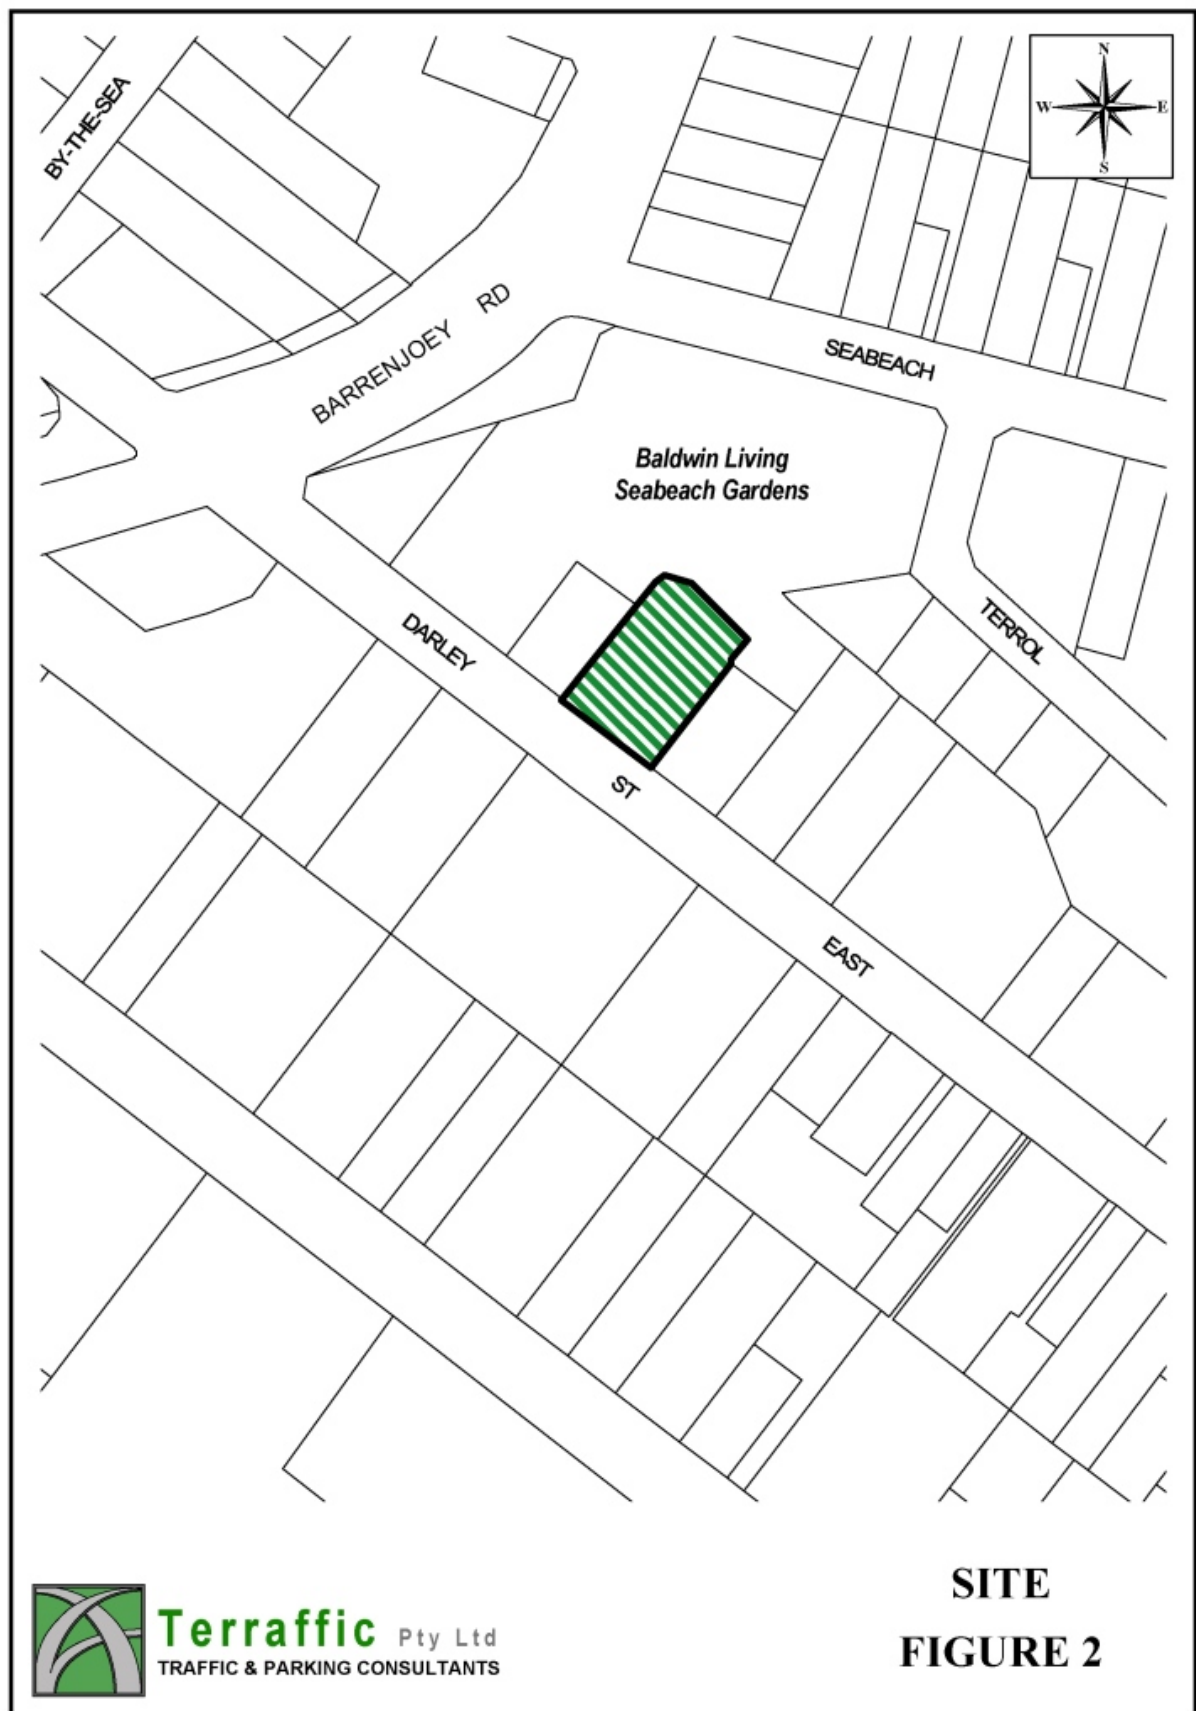 N
W E
S
BY-THE-SEA
BARRENJOEY RD
SEABEACH
Baldwin Living
Seabeach Gardens
TERROL
DARLEY
ST
EAST
SITE
FIGURE 2
Terraffic Pty Ltd
TRAFFIC & PARKING CONSULTANTS